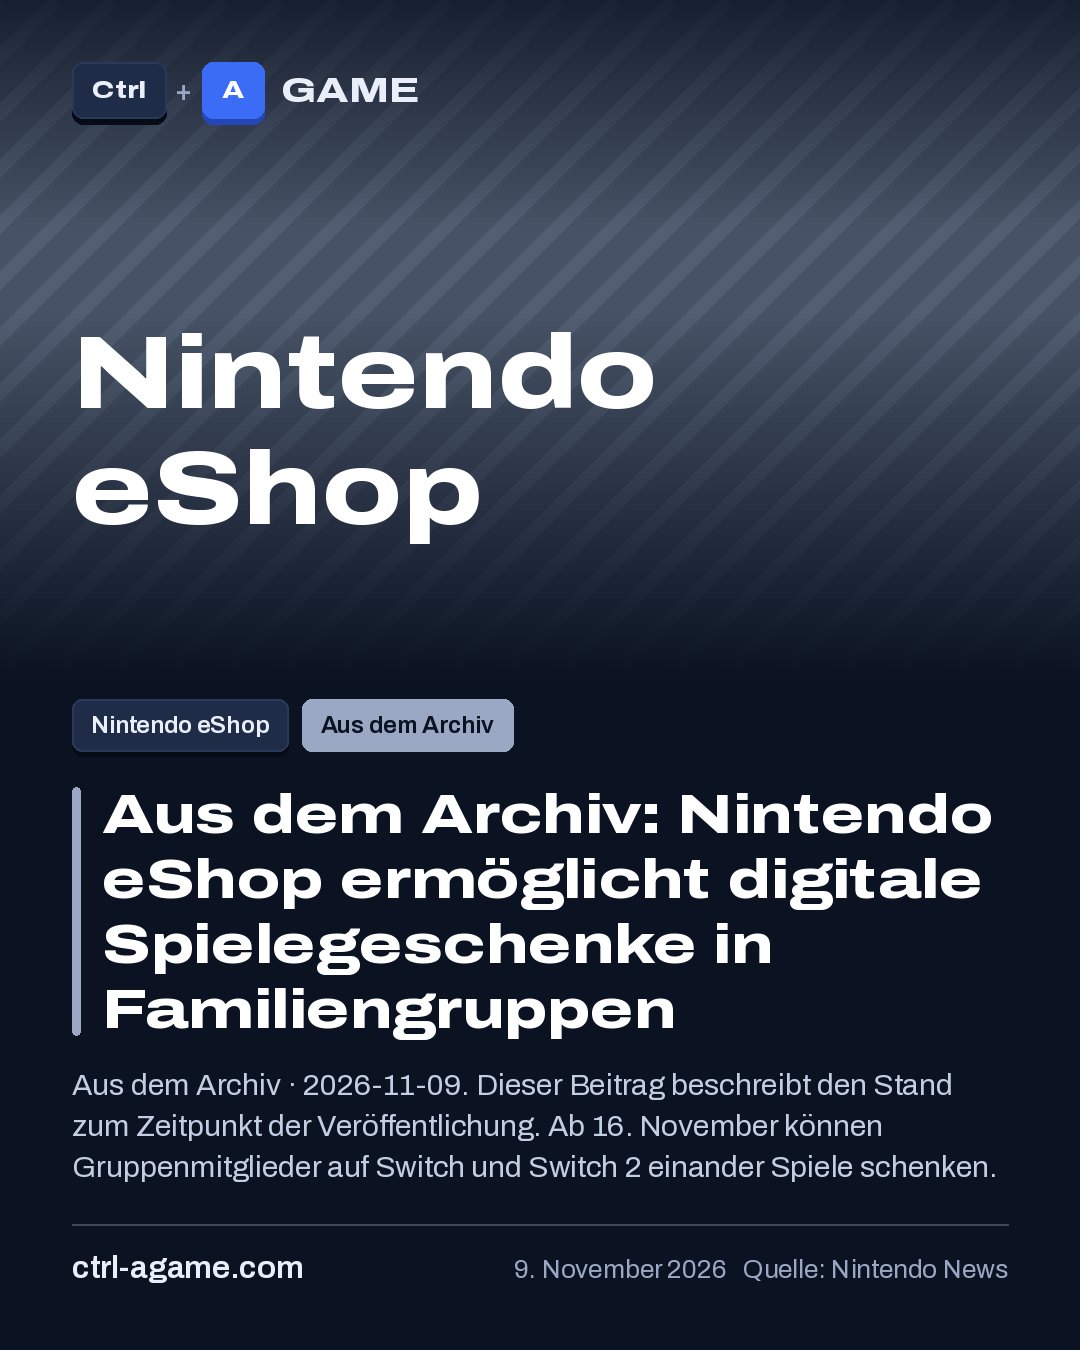 Ctrl + A GAME
Nintendo
eShop
Nintendo eShop Aus dem Archiv
Aus dem Archiv: Nintendo
eShop ermöglicht digitale
Spielegeschenke in
Familiengruppen
Aus dem Archiv · 2026-11-09. Dieser Beitrag beschreibt den Stand
zum Zeitpunkt der Veröffentlichung. Ab 16. November können
Gruppenmitglieder auf Switch und Switch 2 einander Spiele schenken.
ctrl-agame.com 9. November 2026 Quelle: Nintendo News